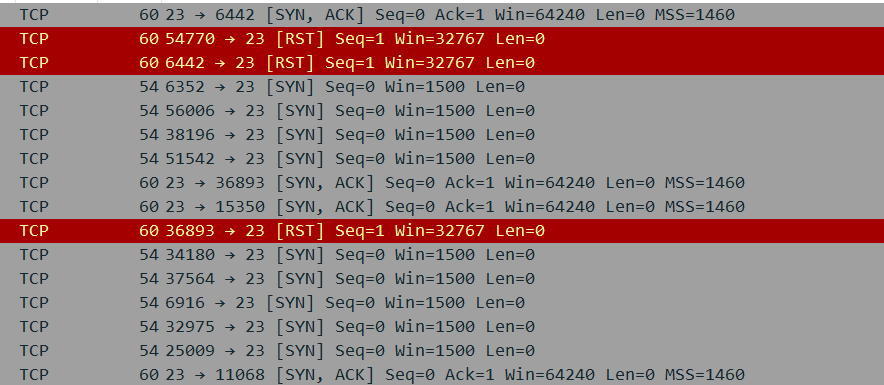 TCP 60 23 → 6442 [SYN, ACK] Seq=0 Ack=1 Win=64240 Len=0 MSS=1460
TCP 60 54770 → 23 [RST] Seq=1 Win=32767 Len=0
TCP 60 6442 → 23 [RST] Seq=1 Win=32767 Len=0
TCP 54 6352 → 23 [SYN] Seq=0 Win=1500 Len=0
TCP 54 56006 → 23 [SYN] Seq=0 Win=1500 Len=0
TCP 54 38196 → 23 [SYN] Seq=0 Win=1500 Len=0
TCP 54 51542 → 23 [SYN] Seq=0 Win=1500 Len=0
TCP 60 23 → 36893 [SYN, ACK] Seq=0 Ack=1 Win=64240 Len=0 MSS=1460
TCP 60 23 → 15350 [SYN, ACK] Seq=0 Ack=1 Win=64240 Len=0 MSS=1460
TCP 60 36893 → 23 [RST] Seq=1 Win=32767 Len=0
TCP 54 34180 → 23 [SYN] Seq=0 Win=1500 Len=0
TCP 54 37564 → 23 [SYN] Seq=0 Win=1500 Len=0
TCP 54 6916 → 23 [SYN] Seq=0 Win=1500 Len=0
TCP 54 32975 → 23 [SYN] Seq=0 Win=1500 Len=0
TCP 54 25009 → 23 [SYN] Seq=0 Win=1500 Len=0
TCP 60 23 → 11068 [SYN, ACK] Seq=0 Ack=1 Win=64240 Len=0 MSS=1460